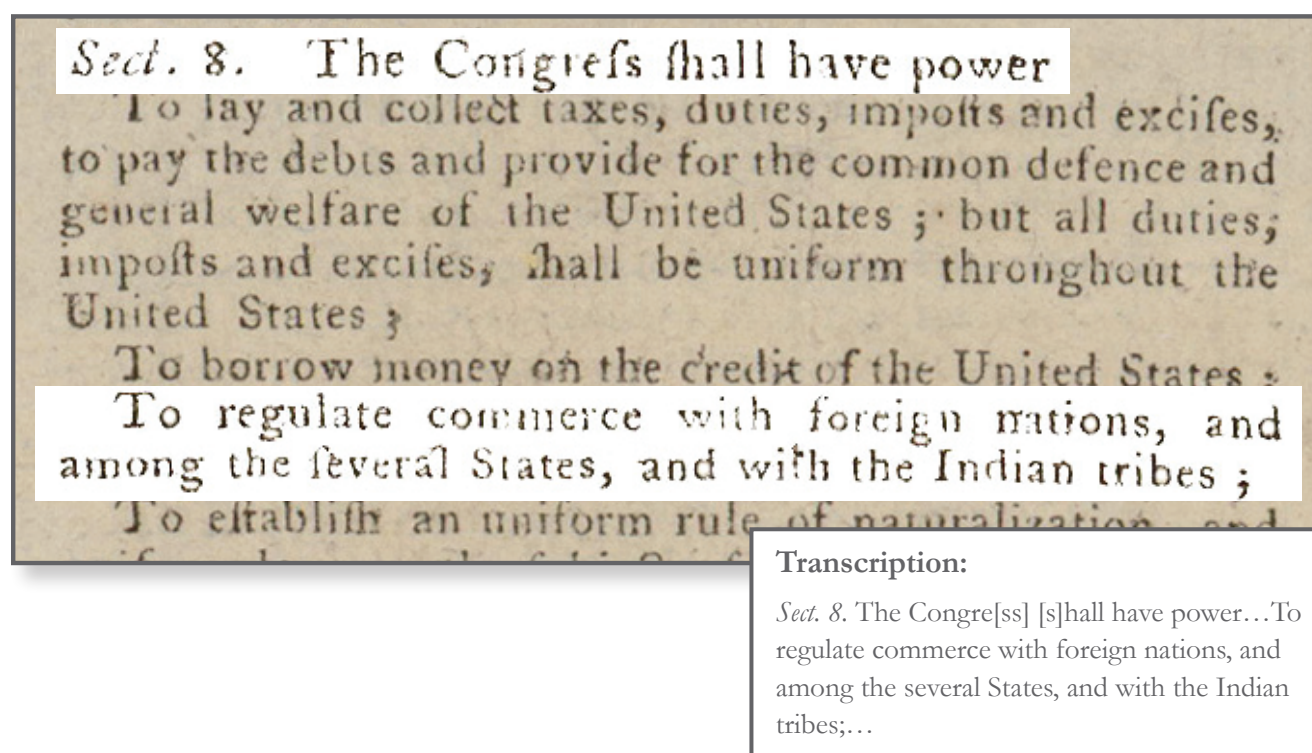 Sect. 8. The Congreſs ſhall have power
To lay and collect taxes, duties, impoſts and exciſes,
to pay the debts and provide for the common defence and
general welfare of the United States ; but all duties,
impoſts and exciſes, ſhall be uniform throughout the
United States ;
To borrow money on the credit of the United States ;
To regulate commerce with foreign nations, and
among the ſeveral States, and with the Indian tribes ;
To eſtabliſh an uniform rule of naturalization, and
Transcription:
Sect. 8. The Congre[ss] [s]hall have power…To
regulate commerce with foreign nations, and
among the several States, and with the Indian
tribes;…